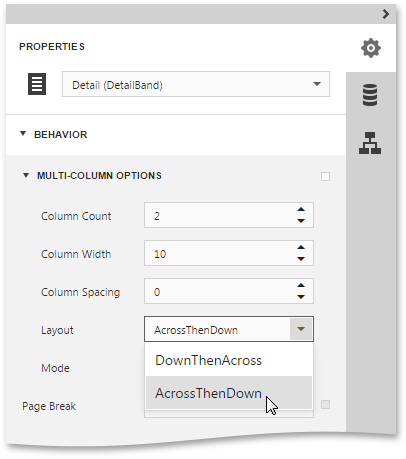 PROPERTIES
Detail (DetailBand)
BEHAVIOR
MULTI-COLUMN OPTIONS
Column Count 2
Column Width 10
Column Spacing 0
Layout AcrossThenDown
DownThenAcross
Mode
AcrossThenDown
Page Break